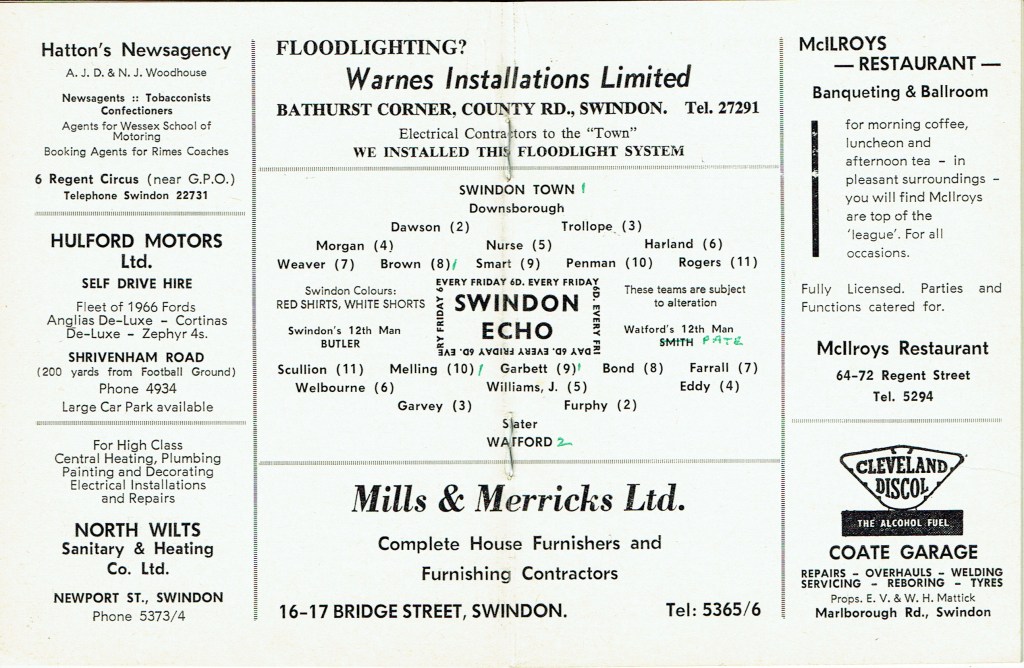 Hatton's Newsagency
A. J. D. & N. J. Woodhouse
Newsagents :: Tobacconists
Confectioners
Agents for Wessex School of
Motoring
Booking Agents for Rimes Coaches
6 Regent Circus (near G.P.O.)
Telephone Swindon 22731
HULFORD MOTORS
Ltd.
SELF DRIVE HIRE
Fleet of 1966 Fords
Anglias De-Luxe – Cortinas
De-Luxe – Zephyr 4s.
SHRIVENHAM ROAD
(200 yards from Football Ground)
Phone 4934
Large Car Park available
For High Class
Central Heating, Plumbing
Painting and Decorating
Electrical Installations
and Repairs
NORTH WILTS
Sanitary & Heating
Co. Ltd.
NEWPORT ST., SWINDON
Phone 5373/4
FLOODLIGHTING?
Warnes Installations Limited
BATHURST CORNER, COUNTY RD., SWINDON. Tel. 27291
Electrical Contractors to the "Town"
WE INSTALLED THIS FLOODLIGHT SYSTEM
SWINDON TOWN 1
Downsborough
Dawson (2) Trollope (3)
Morgan (4) Nurse (5) Harland (6)
Weaver (7) Brown (8) / Smart (9) Penman (10) Rogers (11)
Swindon Colours:
RED SHIRTS, WHITE SHORTS
Swindon's 12th Man
BUTLER
EVERY FRIDAY 6D. EVERY FRIDAY
6D. EVERY FRI
DAY 6D. EVERY FRIDAY 6D. EVE
RY FRIDAY 6
SWINDON
ECHO
These teams are subject
to alteration
Watford's 12th Man
SMITH PATE
Scullion (11) Melling (10) / Garbett (9) ' Bond (8) Farrall (7)
Welbourne (6) Williams, J. (5) Eddy (4)
Garvey (3) Furphy (2)
Slater
WATFORD 2
Mills & Merricks Ltd.
Complete House Furnishers and
Furnishing Contractors
16–17 BRIDGE STREET, SWINDON. Tel: 5365/6
McILROYS
— RESTAURANT —
Banqueting & Ballroom
for morning coffee,
luncheon and
afternoon tea – in
pleasant surroundings –
you will find McIlroys
are top of the
'league'. For all
occasions.
Fully Licensed. Parties and
Functions catered for.
McIlroys Restaurant
64–72 Regent Street
Tel. 5294
CLEVELAND
DISCOL
THE ALCOHOL FUEL
COATE GARAGE
REPAIRS – OVERHAULS – WELDING
SERVICING – REBORING – TYRES
Props. E. V. & W. H. Mattick
Marlborough Rd., Swindon